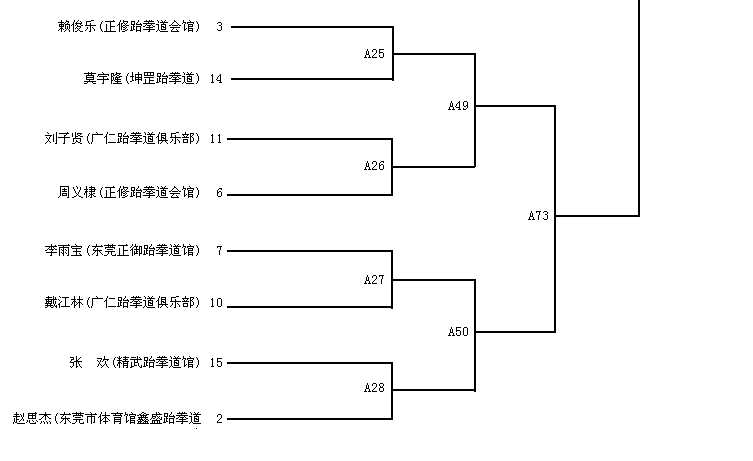 赖俊乐(正修跆拳道会馆) 3
A25
莫宇隆(坤罡跆拳道) 14
A49
刘子贤(广仁跆拳道俱乐部) 11
A26
周义棣(正修跆拳道会馆) 6
A73
李雨宝(东莞正御跆拳道馆) 7
A27
戴江林(广仁跆拳道俱乐部) 10
A50
张 欢(精武跆拳道馆) 15
A28
赵思杰(东莞市体育馆鑫盛跆拳道 2